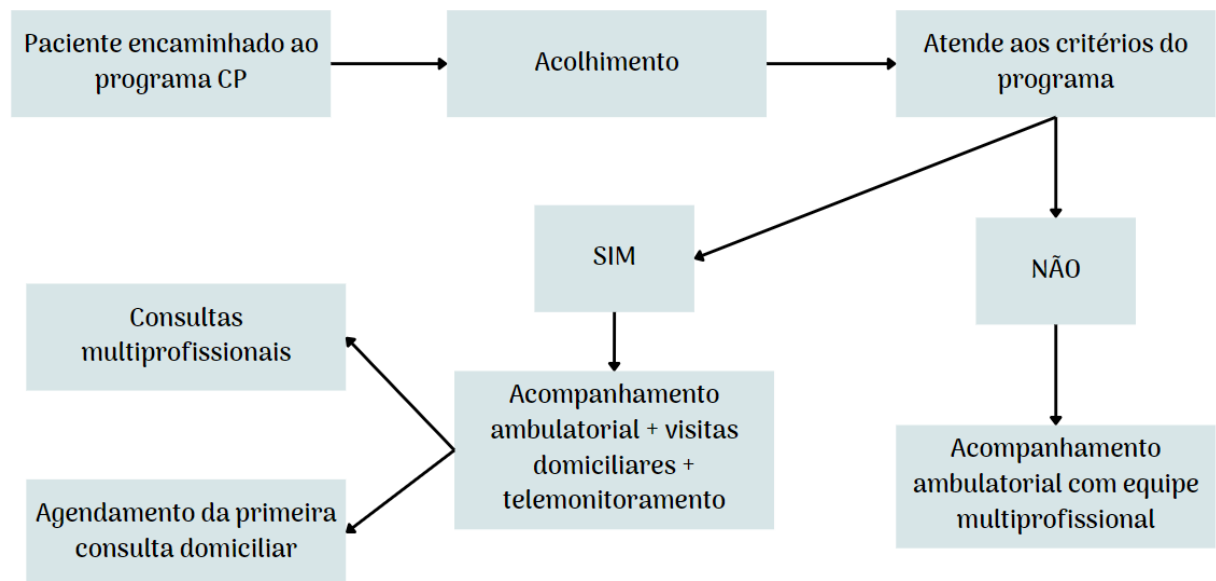 Paciente encaminhado ao
programa CP
Acolhimento
Atende aos critérios do
programa
SIM
NÃO
Consultas
multiprofissionais
Acompanhamento
ambulatorial + visitas
domiciliares +
telemonitoramento
Acompanhamento
ambulatorial com equipe
multiprofissional
Agendamento da primeira
consulta domiciliar